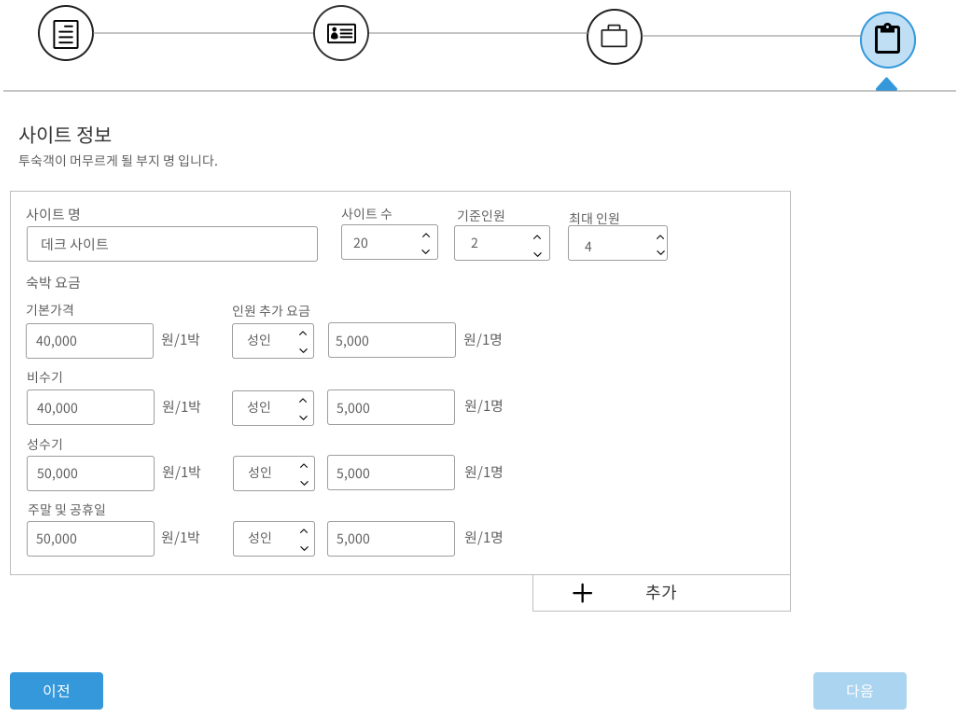 사이트 정보
투숙객이 머무르게 될 부지 명 입니다.
사이트 명 사이트 수 기준인원 최대 인원
데크 사이트 20 2 4
숙박 요금
기본가격 인원 추가 요금
40,000 원/1박 성인 5,000 원/1명
비수기
40,000 원/1박 성인 5,000 원/1명
성수기
50,000 원/1박 성인 5,000 원/1명
주말 및 공휴일
50,000 원/1박 성인 5,000 원/1명
추가
이전 다음